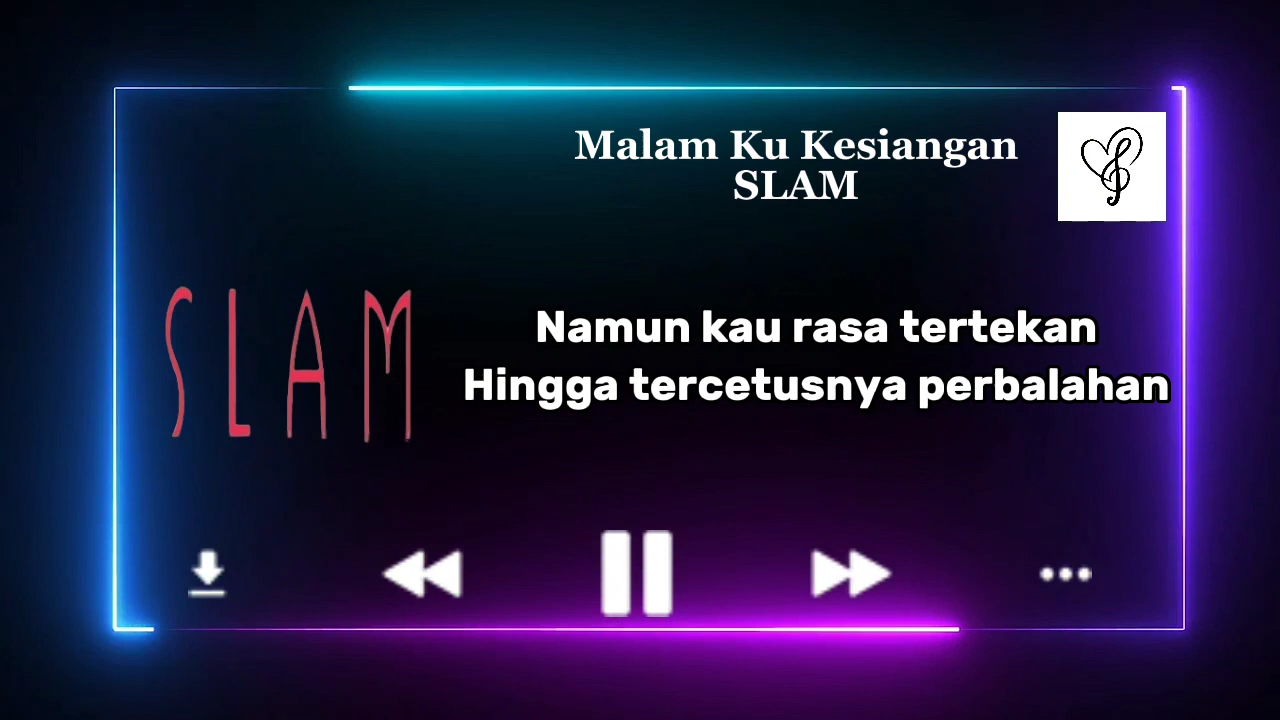 Malam Ku Kesiangan
SLAM
SLAM
Namun kau rasa tertekan
Hingga tercetusnya perbalahan